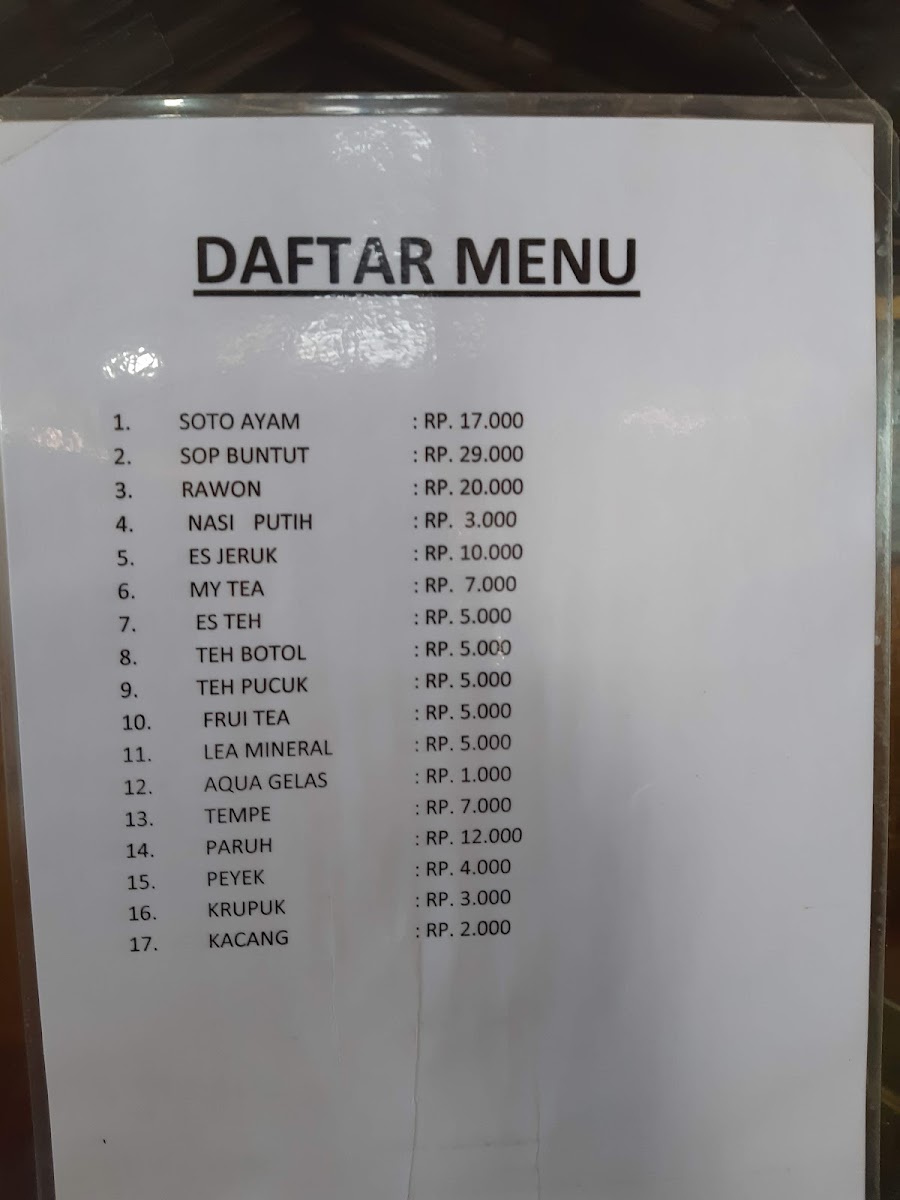 DAFTAR MENU
1. SOTO AYAM : RP. 17.000
2. SOP BUNTUT : RP. 29.000
3. RAWON : RP. 20.000
4. NASI PUTIH : RP. 3.000
5. ES JERUK : RP. 10.000
6. MY TEA : RP. 7.000
7. ES TEH : RP. 5.000
8. TEH BOTOL : RP. 5.000
9. TEH PUCUK : RP. 5.000
10. FRUI TEA : RP. 5.000
11. LEA MINERAL : RP. 5.000
12. AQUA GELAS : RP. 1.000
13. TEMPE : RP. 7.000
14. PARUH : RP. 12.000
15. PEYEK : RP. 4.000
16. KRUPUK : RP. 3.000
17. KACANG : RP. 2.000